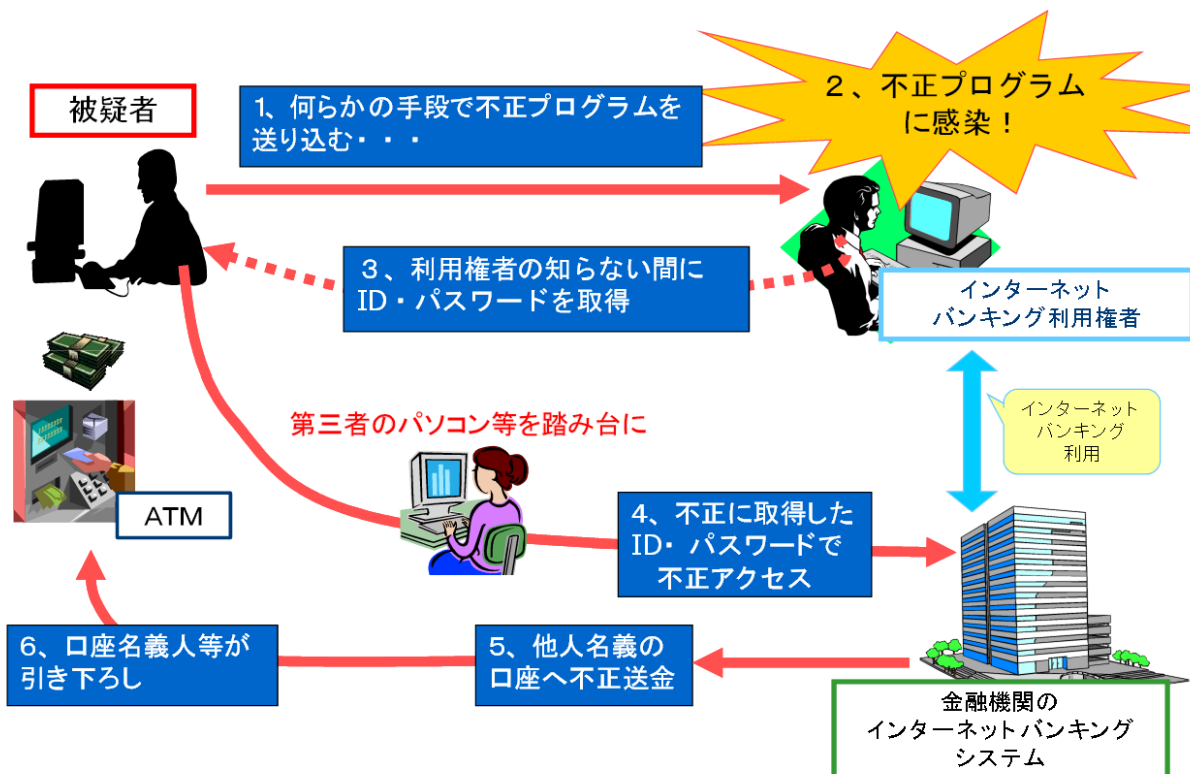 被疑者
1、何らかの手段で不正プログラムを
送り込む・・・
２、不正プログラム
に感染！
３、利用権者の知らない間に
ID・パスワードを取得
インターネット
バンキング利用権者
インターネット
バンキング
利用
第三者のパソコン等を踏み台に
ATM
４、不正に取得した
ID・ パスワードで
不正アクセス
６、口座名義人等が
引き下ろし
５、他人名義の
口座へ不正送金
金融機関の
インターネットバンキング
システム